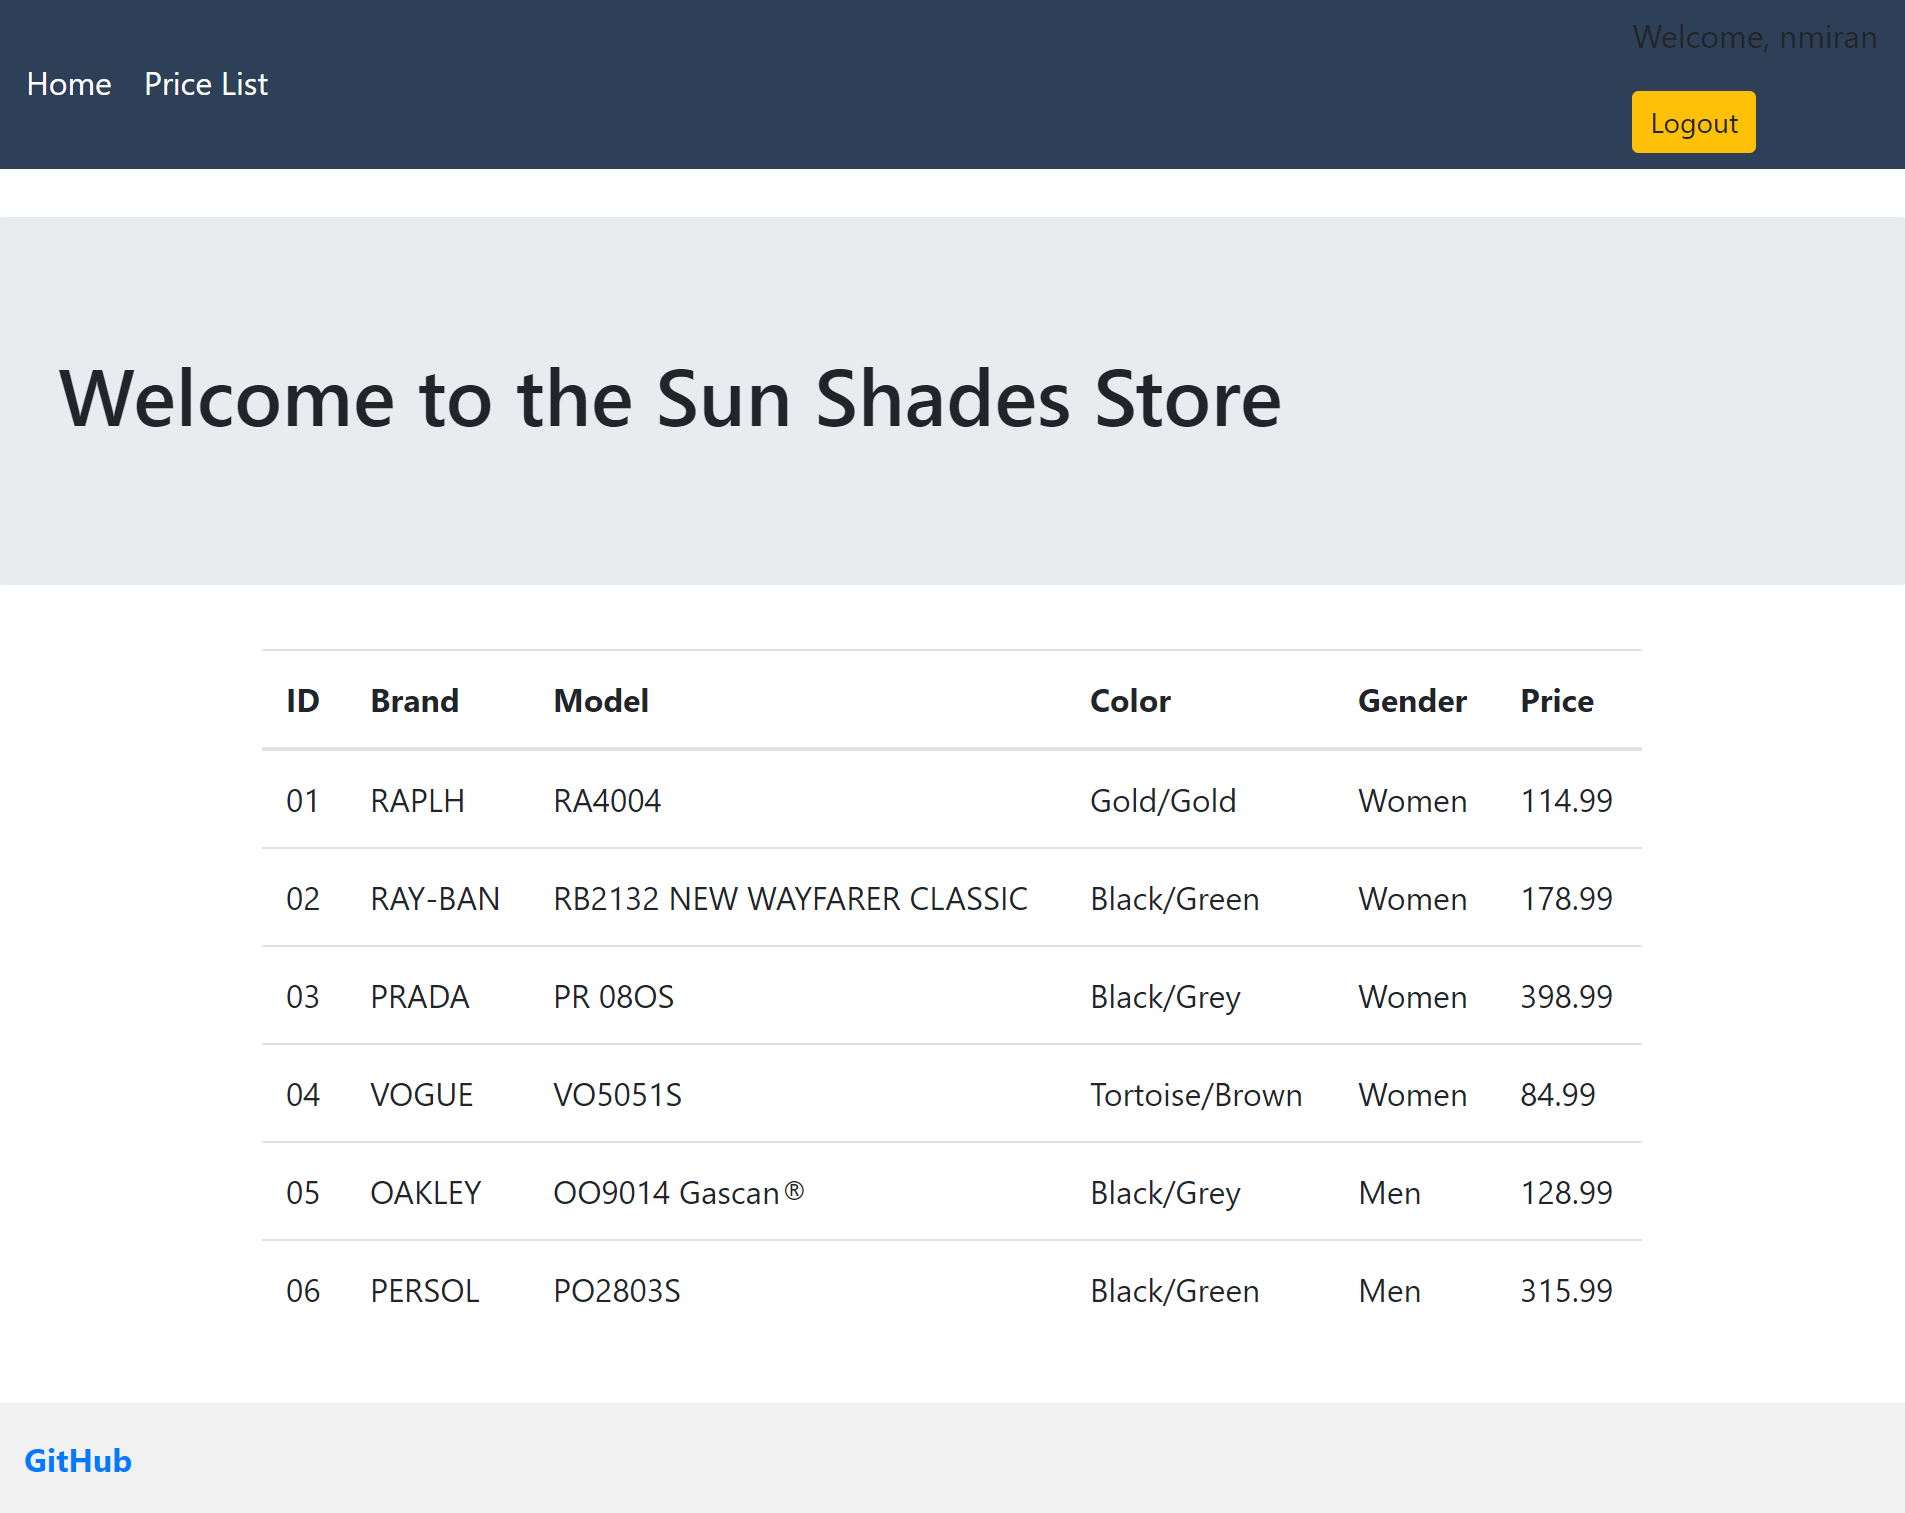 Welcome, nmiran
Home Price List
Logout
Welcome to the Sun Shades Store
ID Brand Model Color Gender Price
01 RAPLH RA4004 Gold/Gold Women 114.99
02 RAY-BAN RB2132 NEW WAYFARER CLASSIC Black/Green Women 178.99
03 PRADA PR 08OS Black/Grey Women 398.99
04 VOGUE VO5051S Tortoise/Brown Women 84.99
05 OAKLEY OO9014 Gascan® Black/Grey Men 128.99
06 PERSOL PO2803S Black/Green Men 315.99
GitHub